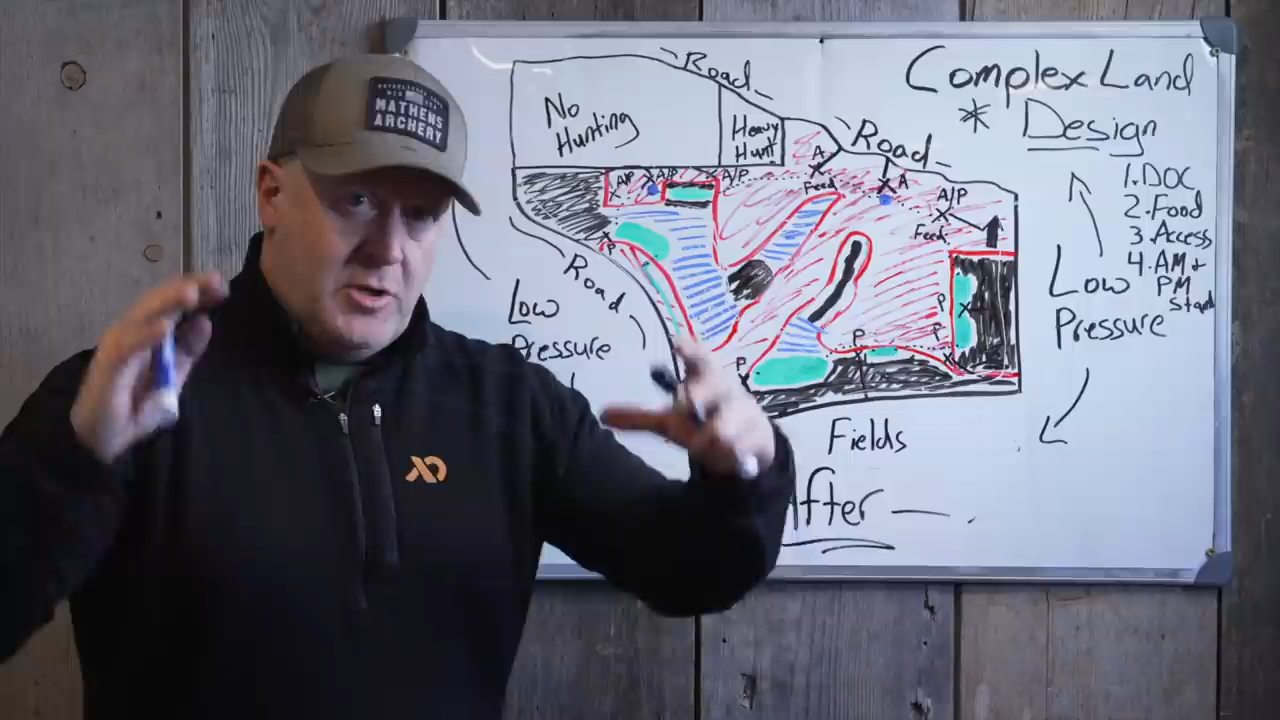 MATHEWS
ARCHERY
Complex Land
* Design
1. DOC
2. Food
3. Access
4. AM +
PM
Stands
Road
No
Hunting
Heavy
Hunt
Road
A/P
A/P
A/P
A
Feed
A
A/P
Feed
P
Road
Low
Pressure
P
P
P
P
Low
Pressure
Fields
After